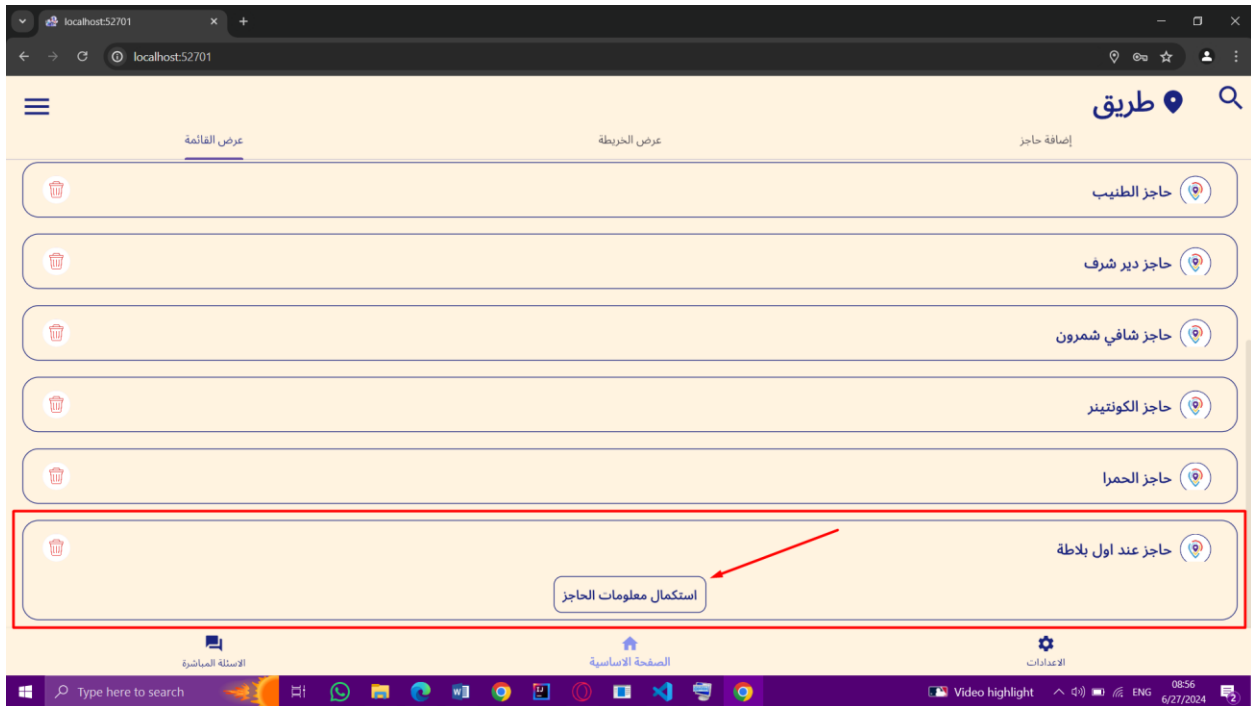 localhost:52701
localhost:52701
طريق
إضافة حاجز
عرض الخريطة
عرض القائمة
حاجز الطنيب
حاجز دير شرف
حاجز شافي شمرون
حاجز الكونتينر
حاجز الحمرا
حاجز عند اول بلاطة
استكمال معلومات الحاجز
الاعدادات
الصفحة الاساسية
الاسئلة المباشرة
Type here to search
Video highlight
ENG
08:56
6/27/2024
2